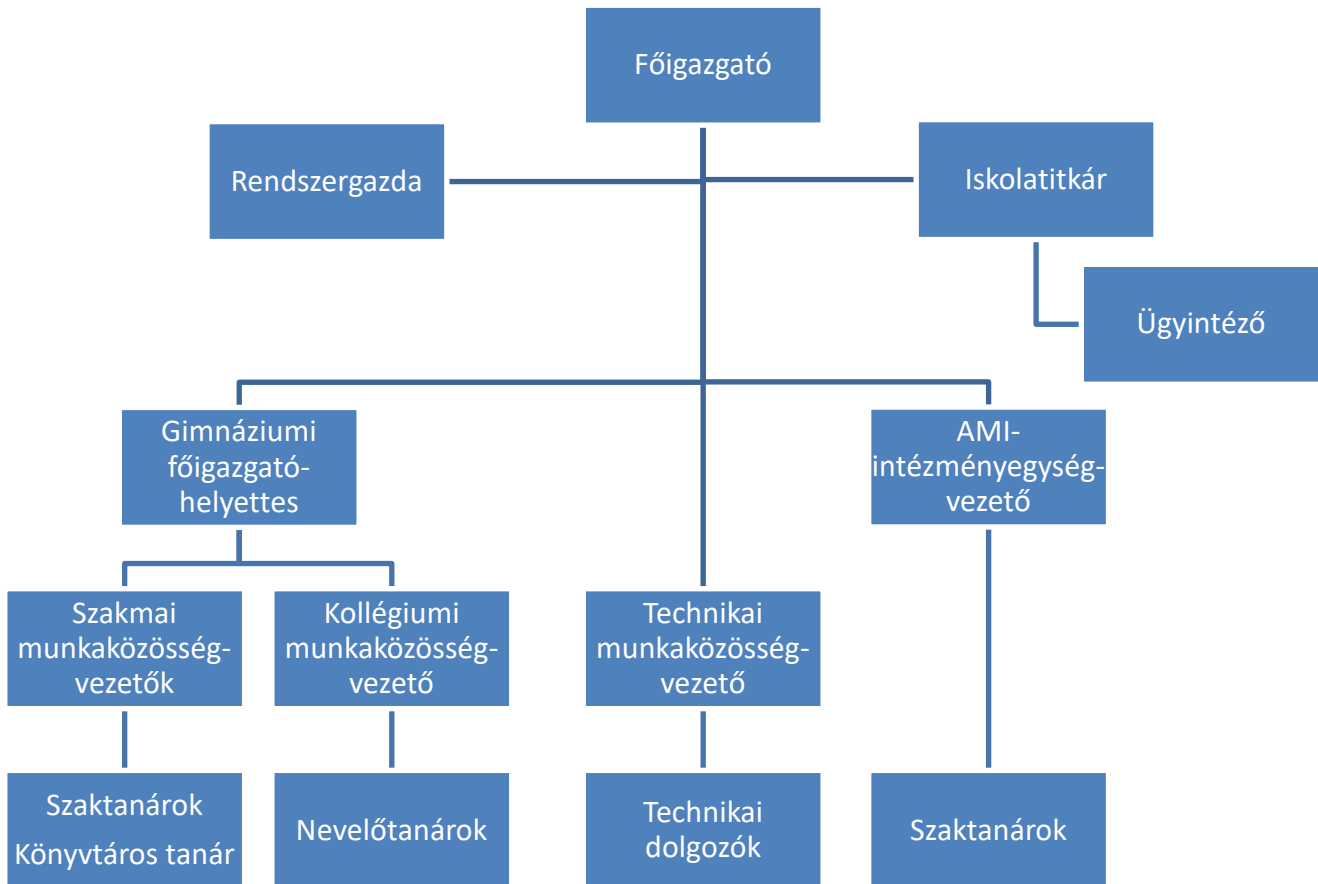 Főigazgató
Rendszergazda
Iskolatitkár
Ügyintéző
Gimnáziumi
főigazgató-
helyettes
AMI-
intézményegység-
vezető
Szakmai
munkaközösség-
vezetők
Kollégiumi
munkaközösség-
vezető
Technikai
munkaközösség-
vezető
Szaktanárok
Könyvtáros tanár
Nevelőtanárok
Technikai
dolgozók
Szaktanárok